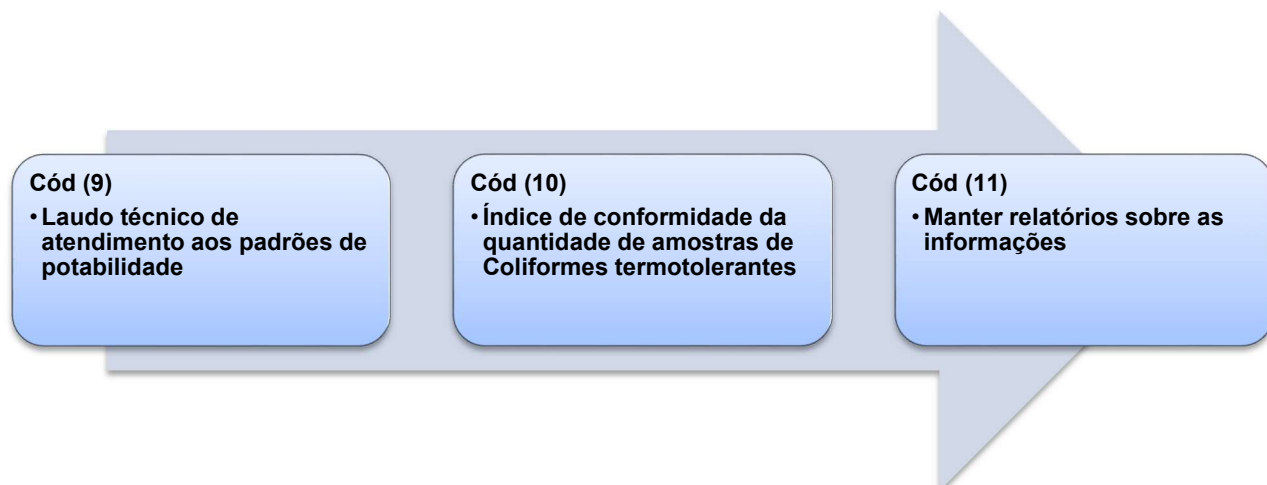 Cód (9)
• Laudo técnico de
atendimento aos padrões de
potabilidade
Cód (10)
• Índice de conformidade da
quantidade de amostras de
Coliformes termotolerantes
Cód (11)
• Manter relatórios sobre as
informações